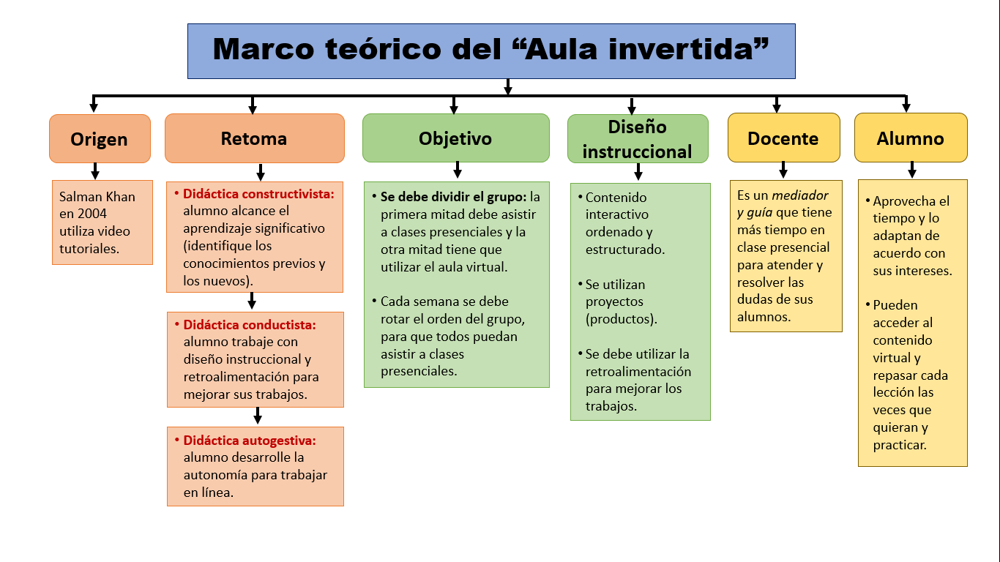 Marco teórico del “Aula invertida”
Origen
Salman Khan
en 2004
utiliza video
tutoriales.
Retoma
• Didáctica constructivista:
alumno alcance el
aprendizaje significativo
(identifique los
conocimientos previos y
los nuevos).
• Didáctica conductista:
alumno trabaje con
diseño instruccional y
retroalimentación para
mejorar sus trabajos.
• Didáctica autogestiva:
alumno desarrolle la
autonomía para trabajar
en línea.
Objetivo
• Se debe dividir el grupo: la
primera mitad debe asistir
a clases presenciales y la
otra mitad tiene que
utilizar el aula virtual.
• Cada semana se debe
rotar el orden del grupo,
para que todos puedan
asistir a clases
presenciales.
Diseño
instruccional
• Contenido
interactivo
ordenado y
estructurado.
• Se utilizan
proyectos
(productos).
• Se debe utilizar la
retroalimentación
para mejorar los
trabajos.
Docente
Es un mediador
y guía que tiene
más tiempo en
clase presencial
para atender y
resolver las
dudas de sus
alumnos.
Alumno
• Aprovecha el
tiempo y lo
adaptan de
acuerdo con
sus intereses.
• Pueden
acceder al
contenido
virtual y
repasar cada
lección las
veces que
quieran y
practicar.